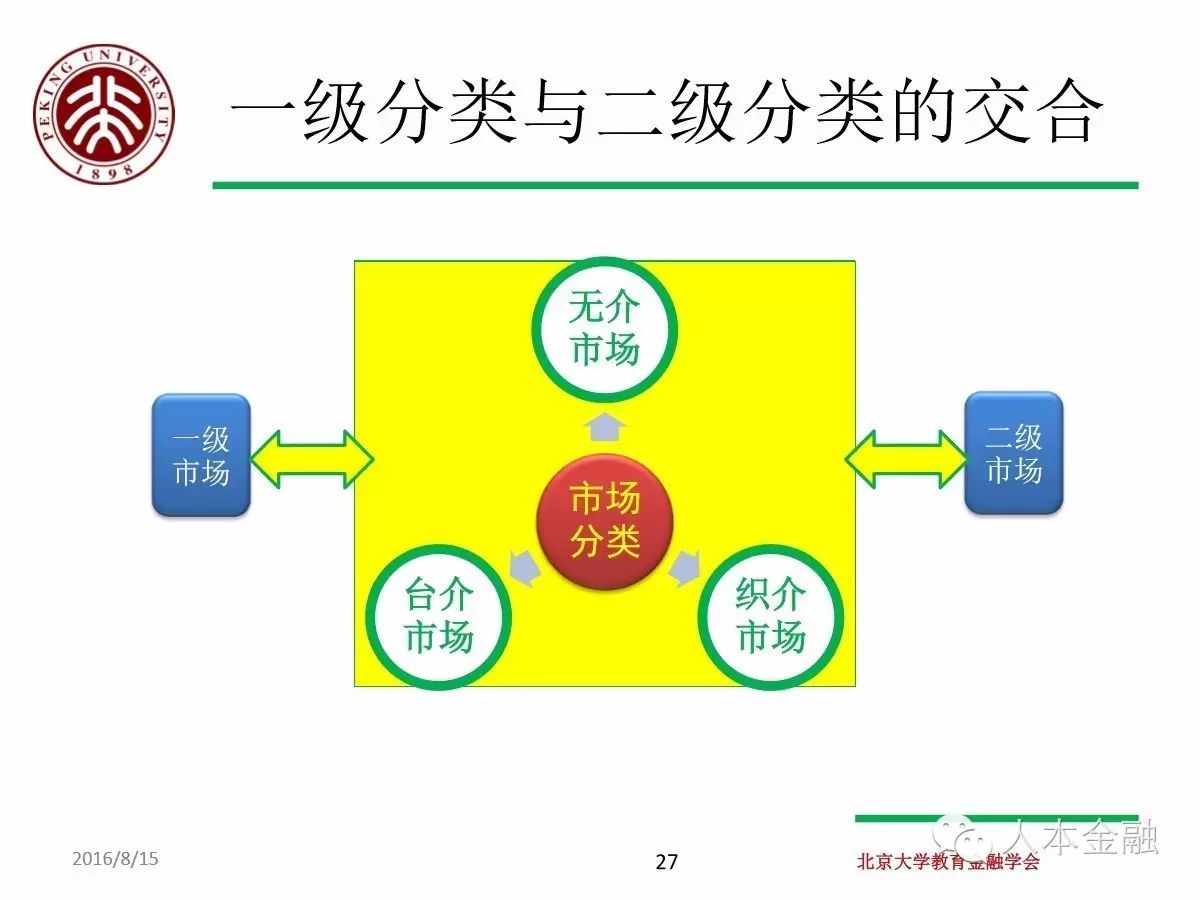 PEKING UNIVERSITY
1898
一级分类与二级分类的交合
无介
市场
一级
市场
二级
市场
市场
分类
台介
市场
织介
市场
人本金融
2016/8/15
27
北京大学教育金融学会